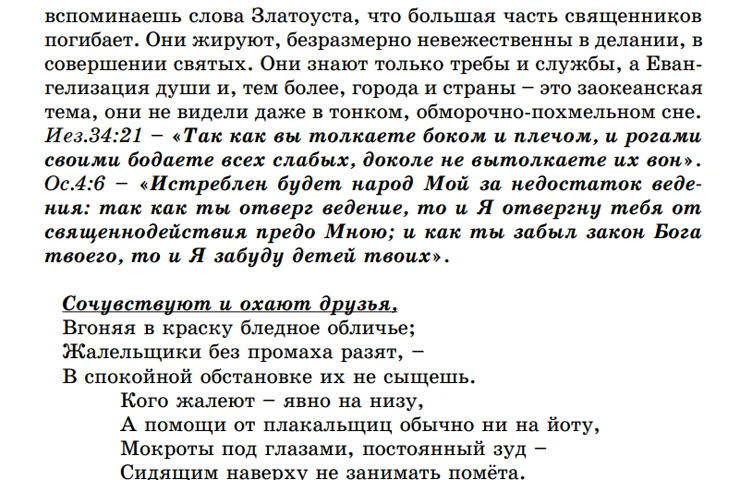 вспоминаешь слова Златоуста, что большая часть священников
погибает. Они жируют, безразмерно невежественны в делании, в
совершении святых. Они знают только требы и службы, а Еван-
гелизация души и, тем более, города и страны – это заокеанская
тема, они не видели даже в тонком, обморочно-похмельном сне.
Иез.34:21 – «Так как вы толкаете боком и плечом, и рогами
своими бодаете всех слабых, доколе не вытолкаете их вон».
Ос.4:6 – «Истреблен будет народ Мой за недостаток веде-
ния: так как ты отверг ведение, то и Я отвергну тебя от
священнодействия предо Мною; и как ты забыл закон Бога
твоего, то и Я забуду детей твоих».
Сочувствуют и охают друзья,
Вгоняя в краску бледное обличье;
Жалельщики без промаха разят, –
В спокойной обстановке их не сыщешь.
Кого жалеют – явно на низу,
А помощи от плакальщиц обычно ни на йоту,
Мокроты под глазами, постоянный зуд –
Сидящим наверху не занимать помёта.